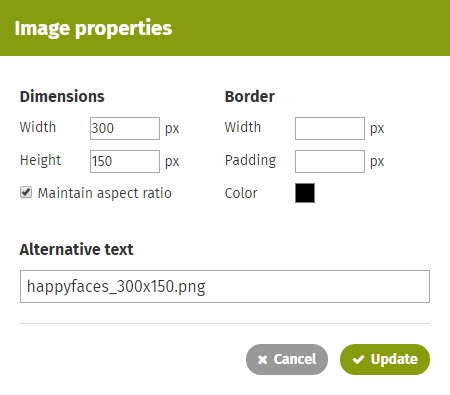 Image properties
Dimensions
Border
Width 300 px
Width px
Height 150 px
Padding px
Maintain aspect ratio
Color
Alternative text
happyfaces_300x150.png
Cancel
Update